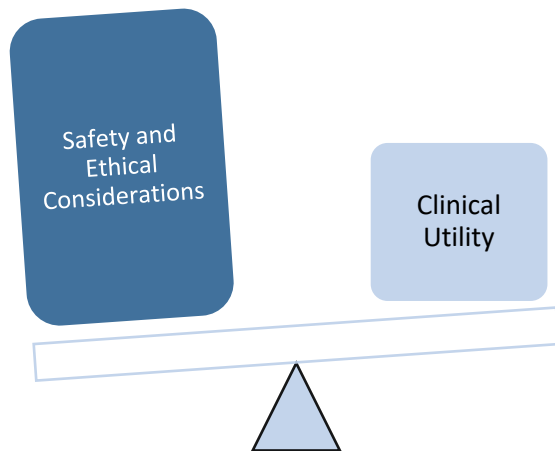 Safety and
Ethical
Considerations
Clinical
Utility